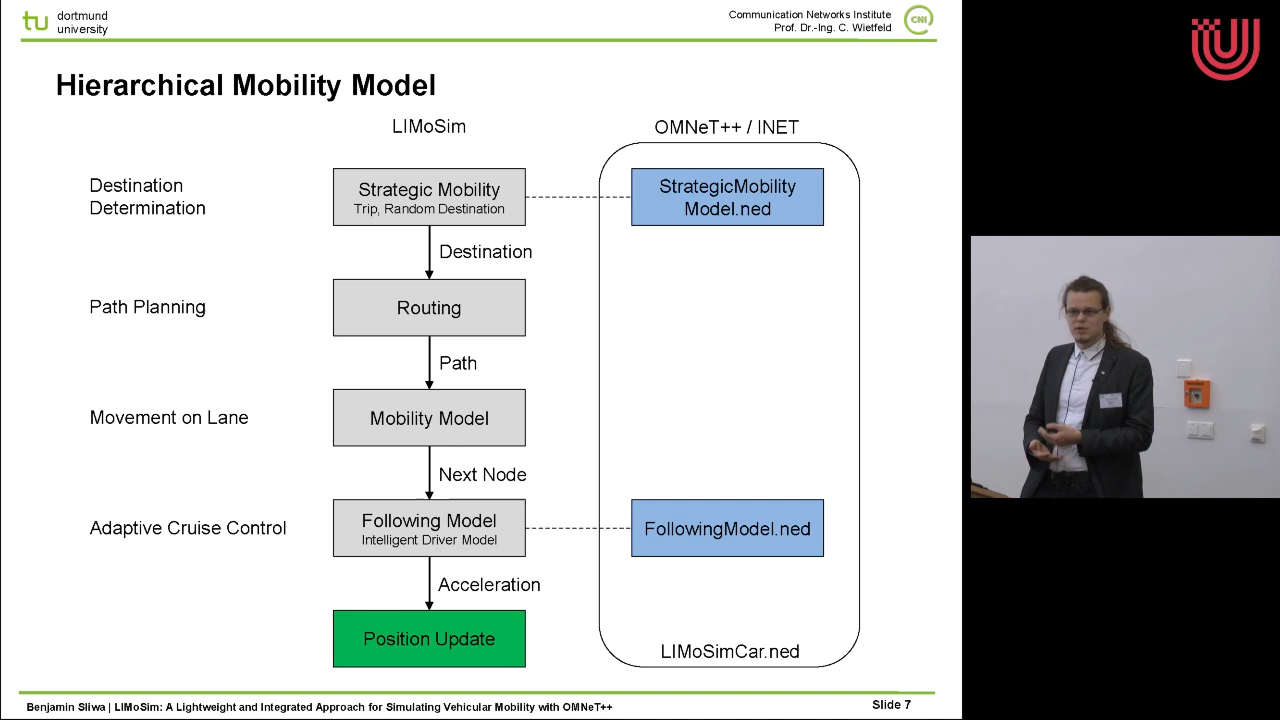 tu dortmund
university
Communication Networks Institute
Prof. Dr.-Ing. C. Wietfeld
CNI
Hierarchical Mobility Model
LIMoSim
OMNeT++ / INET
Destination
Determination
Strategic Mobility
Trip, Random Destination
StrategicMobility
Model.ned
Destination
Path Planning
Routing
Path
Movement on Lane
Mobility Model
Next Node
Adaptive Cruise Control
Following Model
Intelligent Driver Model
FollowingModel.ned
Acceleration
Position Update
LIMoSimCar.ned
Benjamin Sliwa | LIMoSim: A Lightweight and Integrated Approach for Simulating Vehicular Mobility with OMNeT++
Slide 7